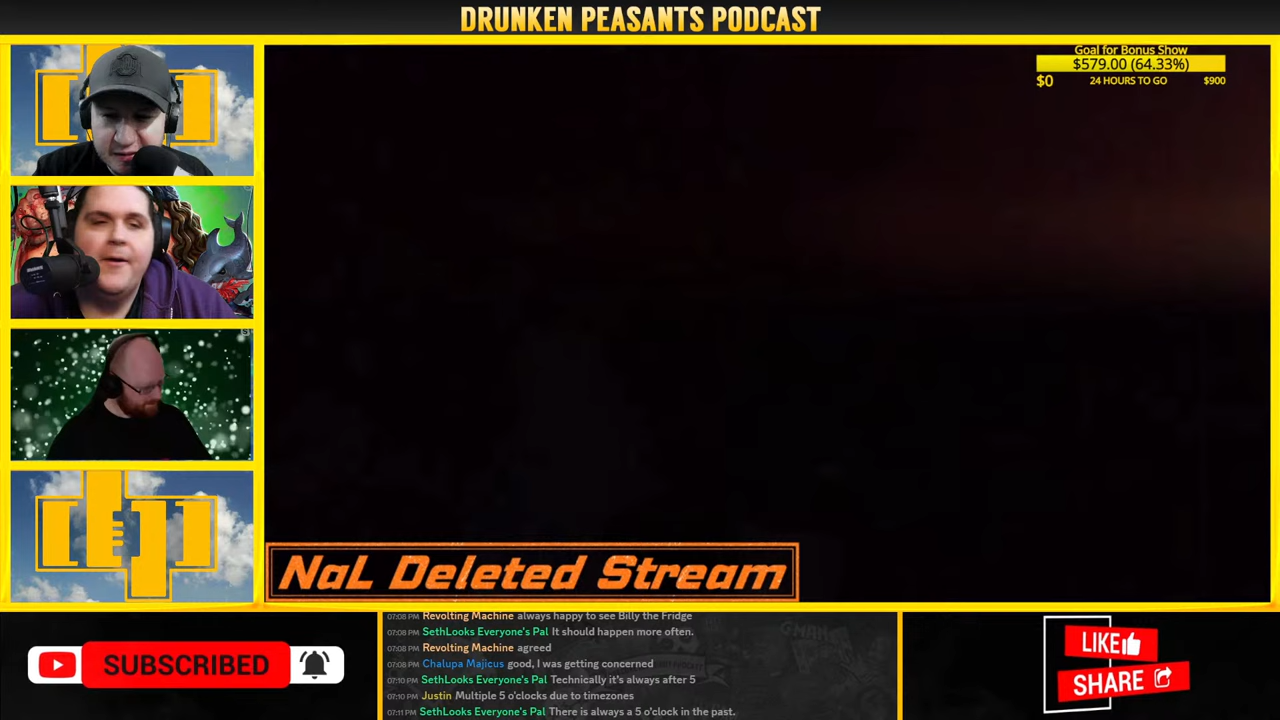 DRUNKEN PEASANTS PODCAST
Goal for Bonus Show
$579.00 (64.33%)
$0 24 HOURS TO GO $900
NaL Deleted Stream
07:08 PM Revolting Machine always happy to see Billy the Fridge
07:08 PM SethLooks Everyone's Pal It should happen more often.
07:08 PM Revolting Machine agreed
07:08 PM Chalupa Majicus good, I was getting concerned
07:10 PM SethLooks Everyone's Pal Technically it's always after 5
07:10 PM Justin Multiple 5 o'clocks due to timezones
07:11 PM SethLooks Everyone's Pal There is always a 5 o'clock in the past.
SUBSCRIBED
LIKE
SHARE